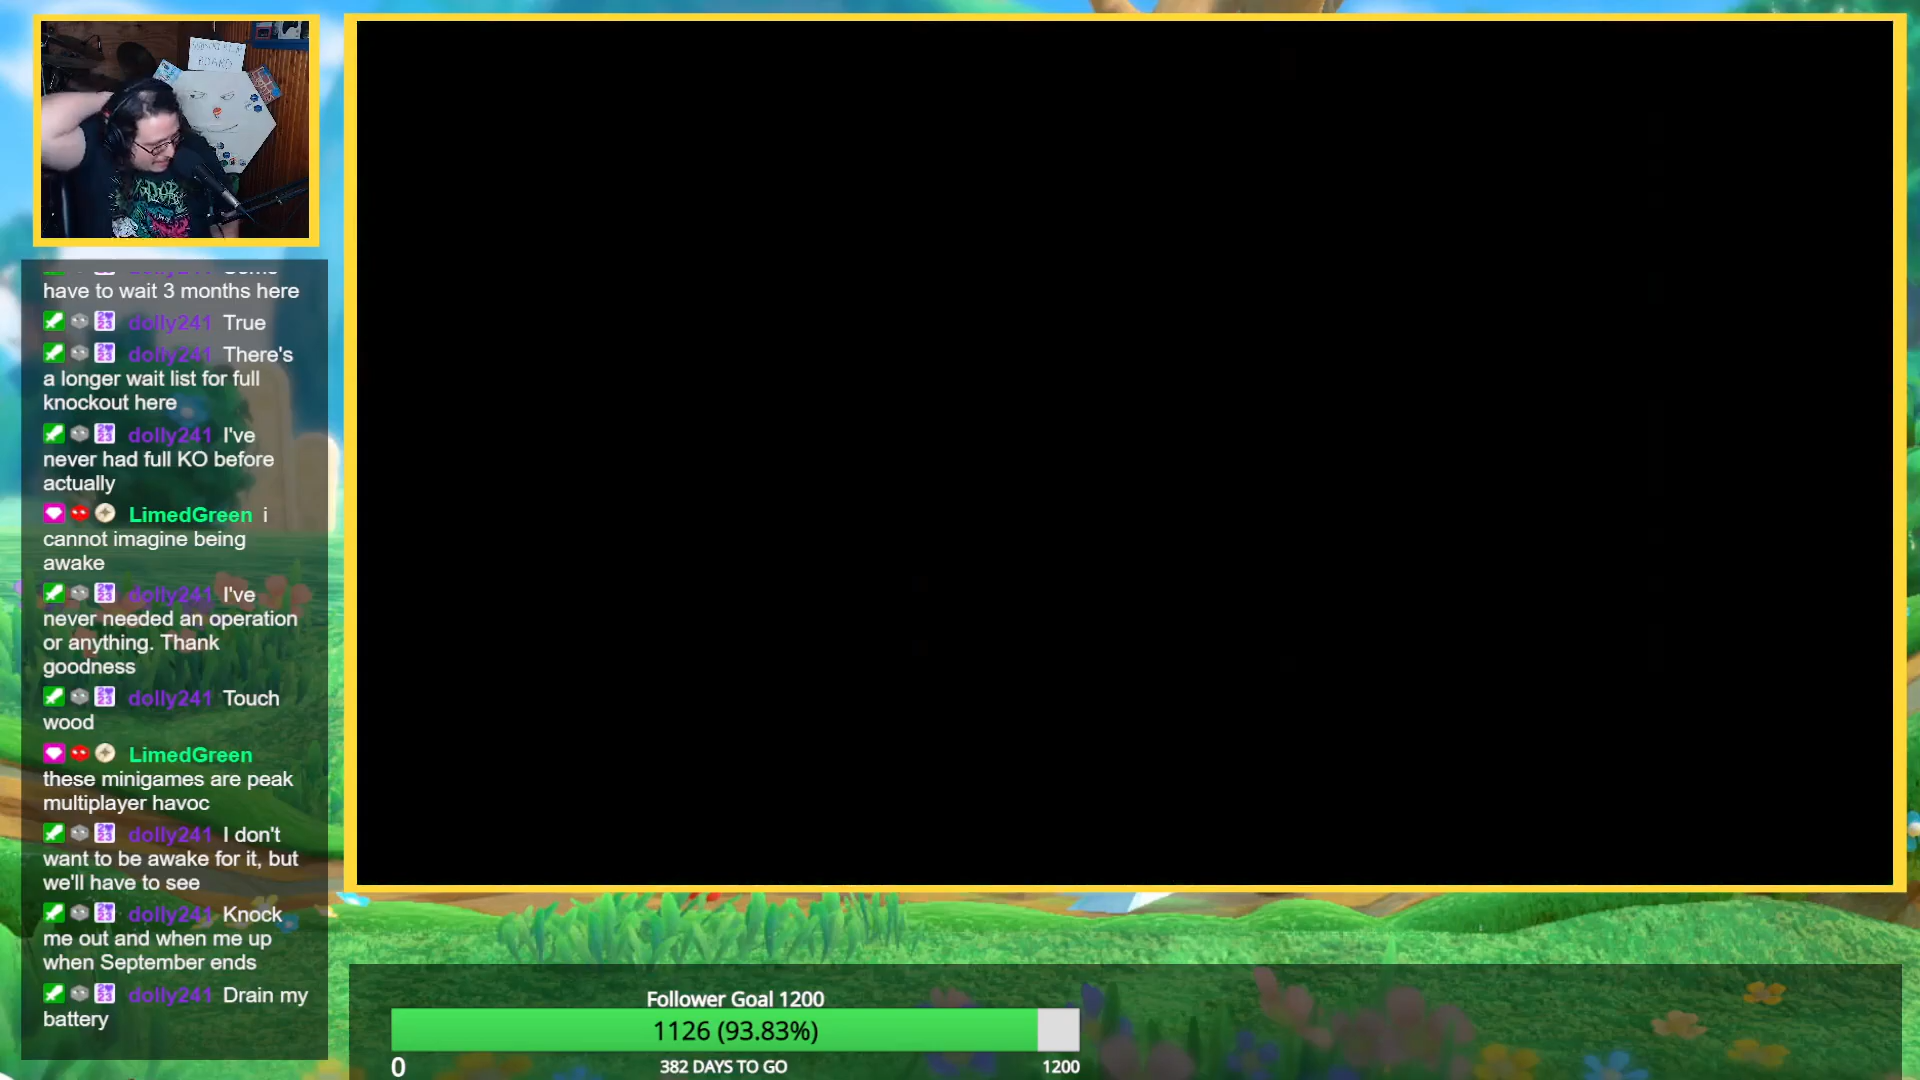 BOARD
have to wait 3 months here
dolly241 True
dolly241 There's
a longer wait list for full
knockout here
dolly241 I've
never had full KO before
actually
LimedGreen i
cannot imagine being
awake
dolly241 I've
never needed an operation
or anything. Thank
goodness
dolly241 Touch
wood
LimedGreen
these minigames are peak
multiplayer havoc
dolly241 I don't
want to be awake for it, but
we'll have to see
dolly241 Knock
me out and when me up
when September ends
dolly241 Drain my
battery
Follower Goal 1200
1126 (93.83%)
0 382 DAYS TO GO 1200